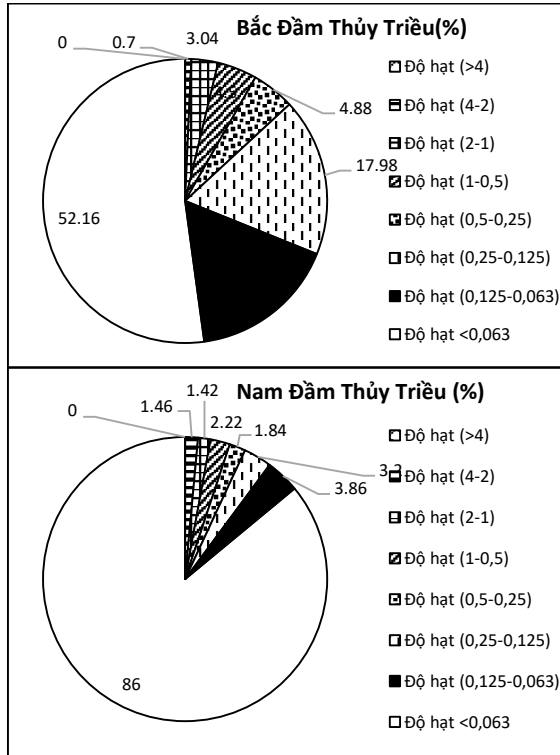 Bắc Đầm Thủy Triều(%)
0
0.7
3.04
4.88
17.98
52.16
Độ hạt (>4)
Độ hạt (4-2)
Độ hạt (2-1)
Độ hạt (1-0,5)
Độ hạt (0,5-0,25)
Độ hạt (0,25-0,125)
Độ hạt (0,125-0,063)
Độ hạt <0,063
Nam Đầm Thủy Triều (%)
0
1.46
1.42
2.22
1.84
3.2
3.86
86
Độ hạt (>4)
Độ hạt (4-2)
Độ hạt (2-1)
Độ hạt (1-0,5)
Độ hạt (0,5-0,25)
Độ hạt (0,25-0,125)
Độ hạt (0,125-0,063)
Độ hạt <0,063